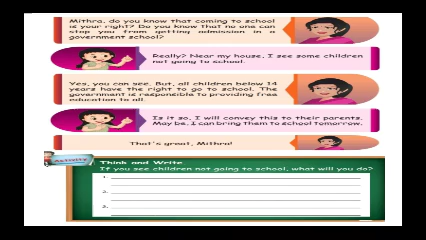 Mithra, do you know that coming to school
is your right? Do you know that no one can
stop you from getting admission in a
government school?
Really? Near my house, I see some children
not going to school.
Yes, you can see. But, all children below 14
years have the right to go to school. The
government is responsible to providing free
education to all.
Is it so, I will convey this to their parents.
May be, I can bring them to school tomorrow.
That's great, Mithra!
Activity
Think and Write
If you see children not going to school, what will you do?
1.
2.
3.